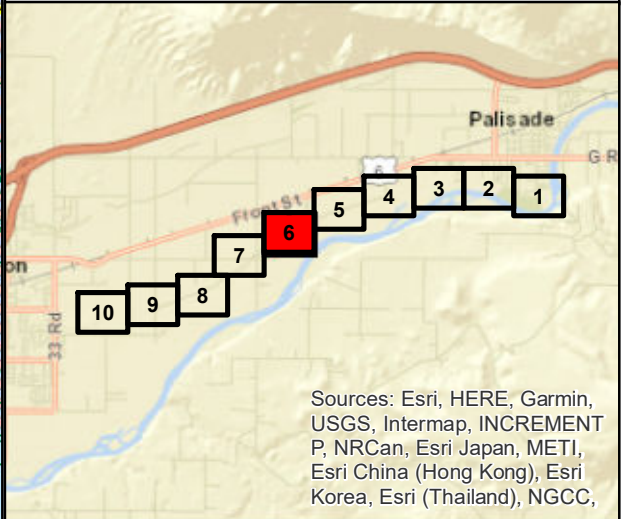 Palisade
G R
6
Front St
1
2
3
4
5
6
7
8
9
10
on
33 Rd
Sources: Esri, HERE, Garmin,
USGS, Intermap, INCREMENT
P, NRCan, Esri Japan, METI,
Esri China (Hong Kong), Esri
Korea, Esri (Thailand), NGCC,